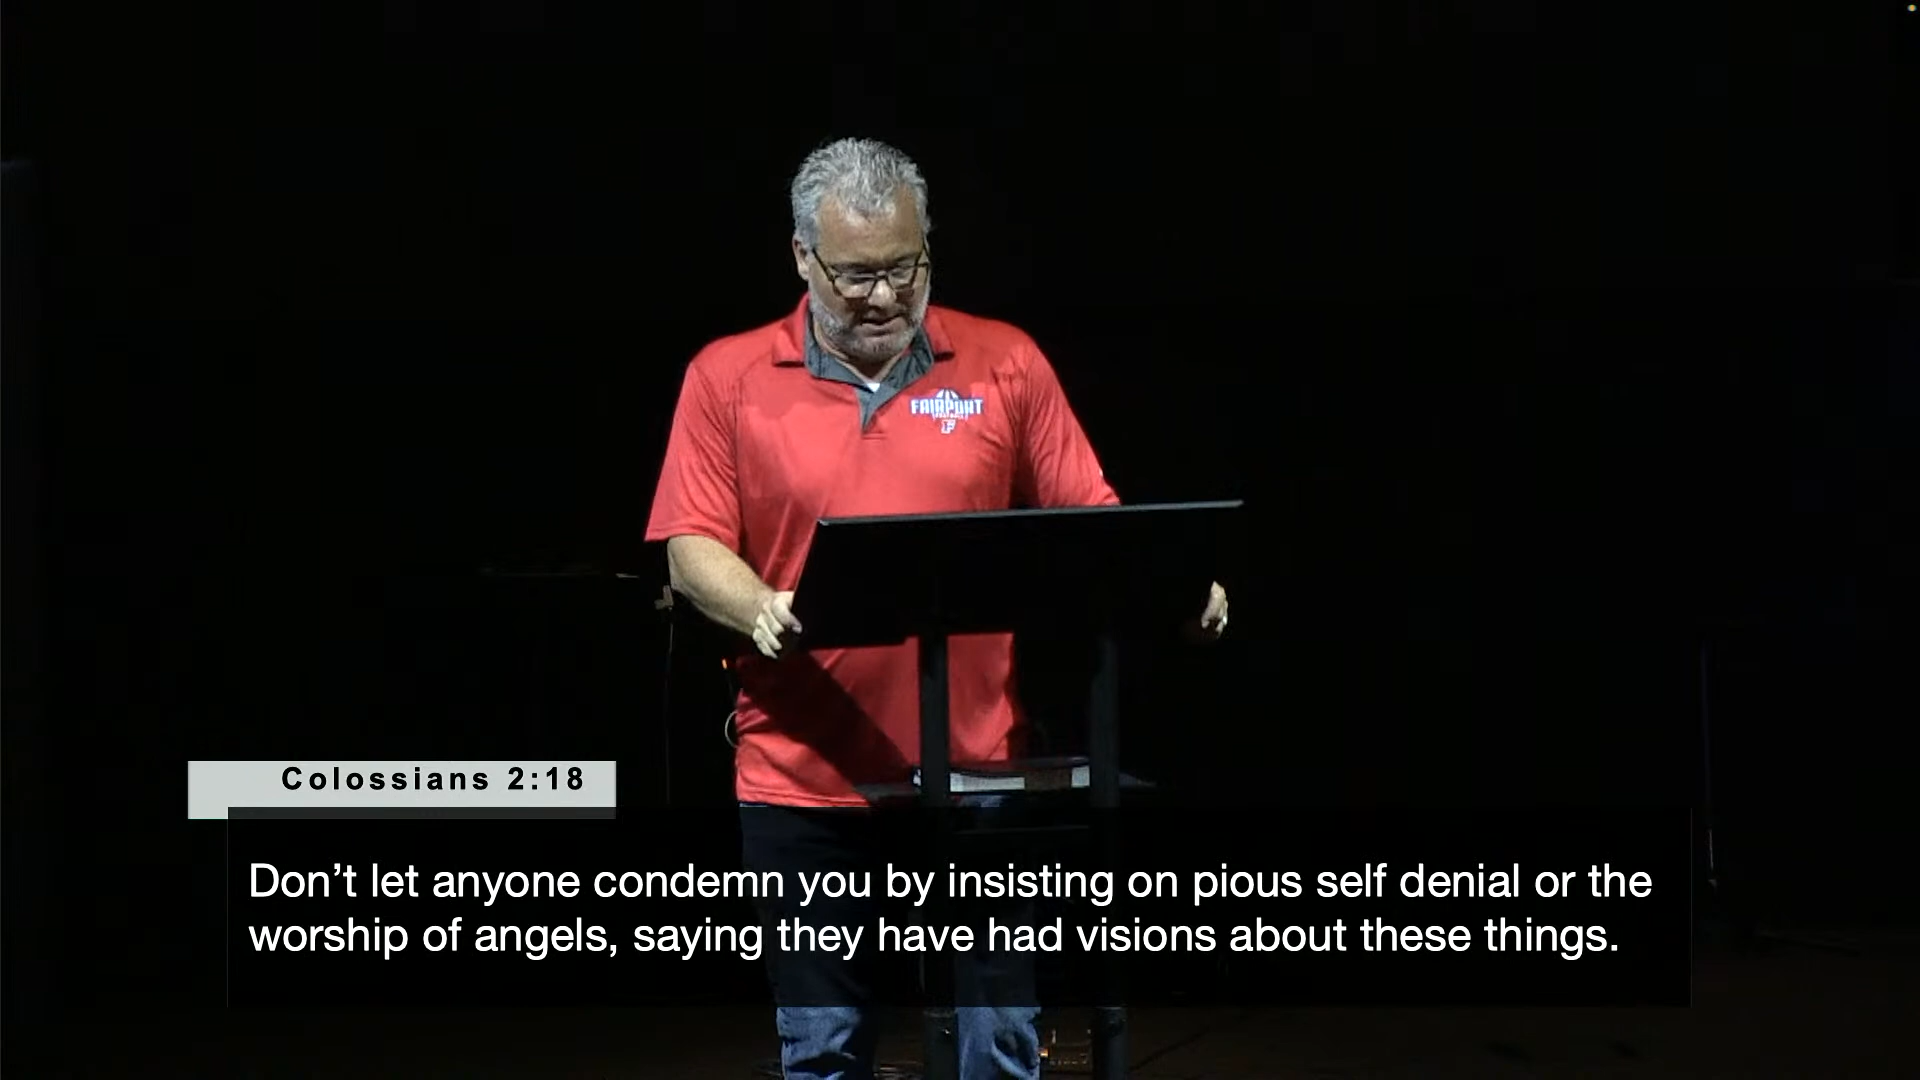 FAIRPORT
F
Colossians 2:18
Don’t let anyone condemn you by insisting on pious self denial or the
worship of angels, saying they have had visions about these things.